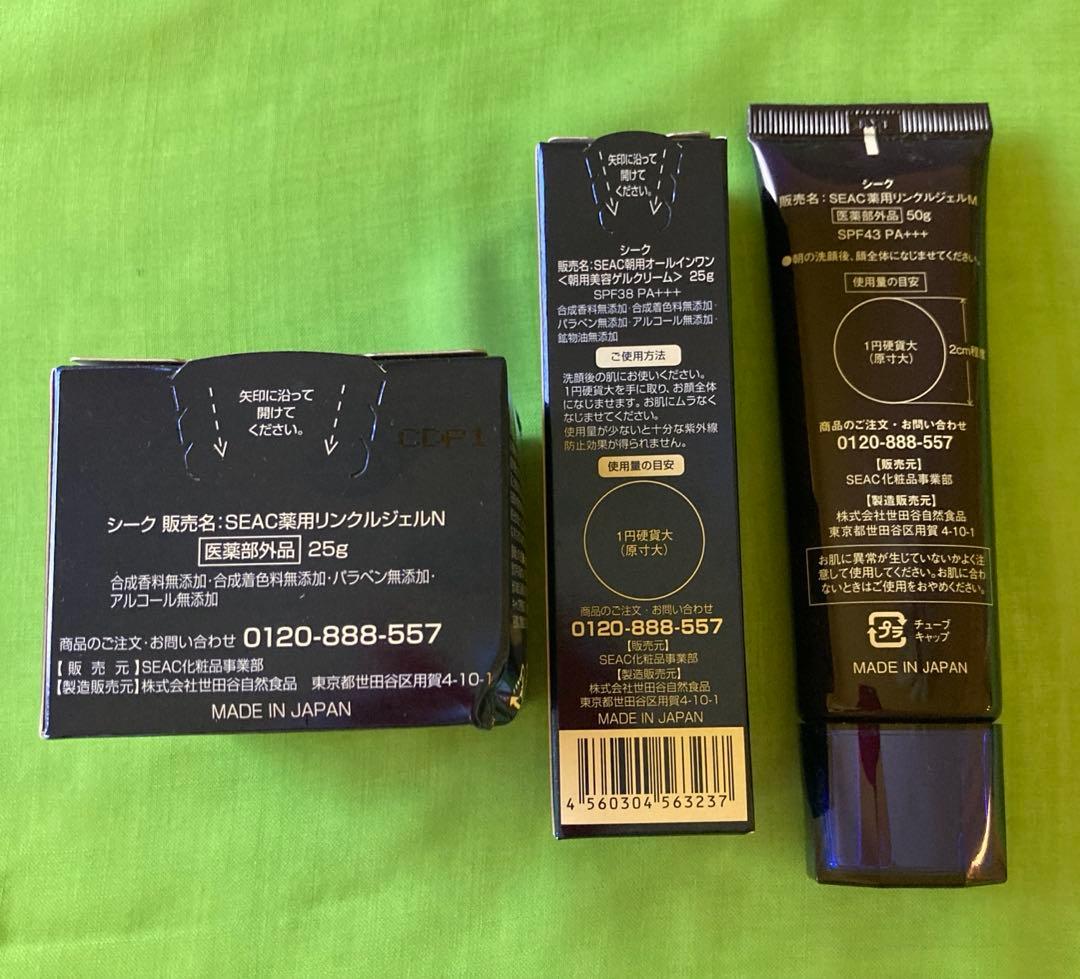 矢印に沿って
開けて
ください。
CDP1
シーク 販売名:SEAC薬用リンクルジェルN
医薬部外品 25g
合成香料無添加・合成着色料無添加・パラベン無添加・
アルコール無添加
商品のご注文・お問い合わせ 0120-888-557
【販売元】SEAC化粧品事業部
【製造販売元】株式会社世田谷自然食品 東京都世田谷区用賀4-10-1
MADE IN JAPAN
矢印に沿って
開けて
ください。
シーク
販売名:SEAC朝用オールインワン
<朝用美容ゲルクリーム> 25g
SPF38 PA+++
合成香料無添加・合成着色料無添加・
パラベン無添加・アルコール無添加・
鉱物油無添加
ご使用方法
洗顔後の肌にお使いください。
1円硬貨大を手に取り、お顔全体
になじませます。お肌にムラなく
なじませてください。
使用量が少ないと十分な紫外線
防止効果が得られません。
使用量の目安
1円硬貨大
(原寸大)
商品のご注文・お問い合わせ
0120-888-557
【販売元】
SEAC化粧品事業部
【製造販売元】
株式会社世田谷自然食品
東京都世田谷区用賀4-10-1
MADE IN JAPAN
4 560304 563237
シーク
販売名:SEAC薬用リンクルジェルM
医薬部外品 50g
SPF43 PA+++
●朝の洗顔後、顔全体になじませてください。
使用量の目安
1円硬貨大
(原寸大)
2cm程度
商品のご注文・お問い合わせ
0120-888-557
【販売元】
SEAC化粧品事業部
【製造販売元】
株式会社世田谷自然食品
東京都世田谷区用賀 4-10-1
お肌に異常が生じていないかよく注
意して使用してください。お肌に合わ
ないときはご使用をおやめください。
プラ
チューブ
キャップ
MADE IN JAPAN